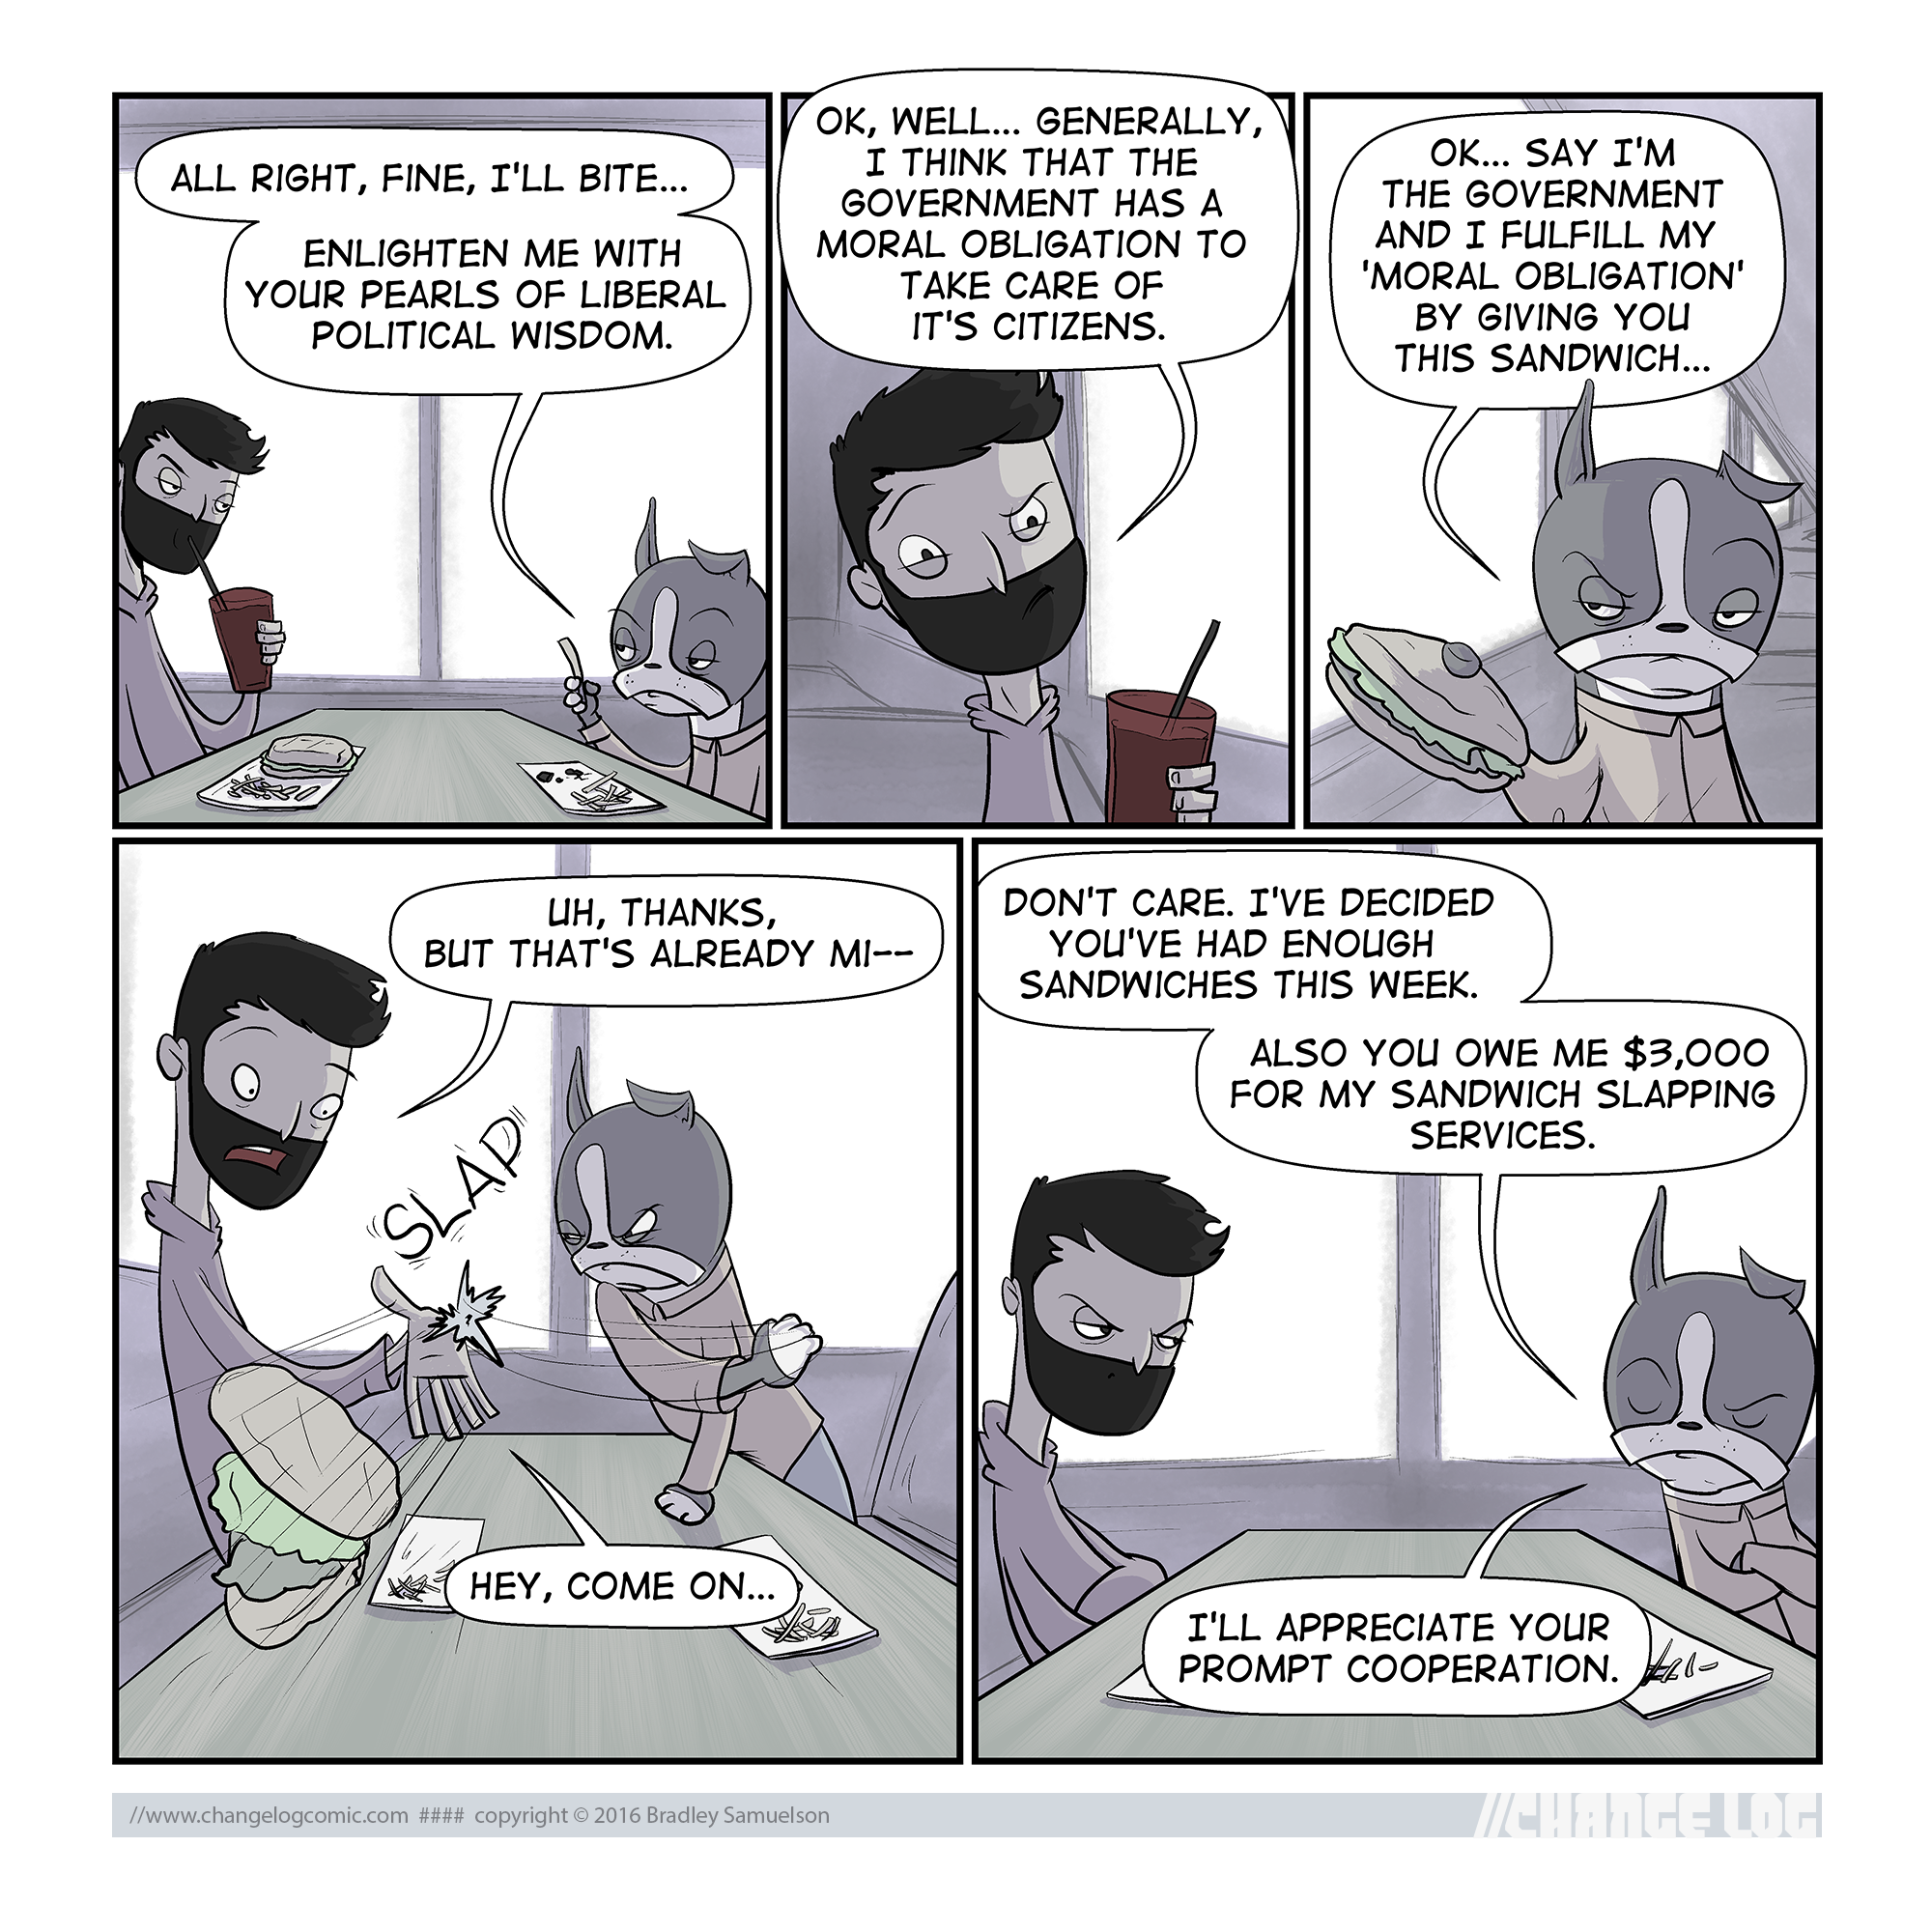 ALL RIGHT, FINE, I'LL BITE...
ENLIGHTEN ME WITH
YOUR PEARLS OF LIBERAL
POLITICAL WISDOM.
OK, WELL... GENERALLY,
I THINK THAT THE
GOVERNMENT HAS A
MORAL OBLIGATION TO
TAKE CARE OF
IT'S CITIZENS.
OK... SAY I'M
THE GOVERNMENT
AND I FULFILL MY
'MORAL OBLIGATION'
BY GIVING YOU
THIS SANDWICH...
UH, THANKS,
BUT THAT'S ALREADY MI--
SLAP
HEY, COME ON...
DON'T CARE. I'VE DECIDED
YOU'VE HAD ENOUGH
SANDWICHES THIS WEEK.
ALSO YOU OWE ME $3,000
FOR MY SANDWICH SLAPPING
SERVICES.
I'LL APPRECIATE YOUR
PROMPT COOPERATION.
//www.changelogcomic.com #### copyright © 2016 Bradley Samuelson
//CHANGE LOG